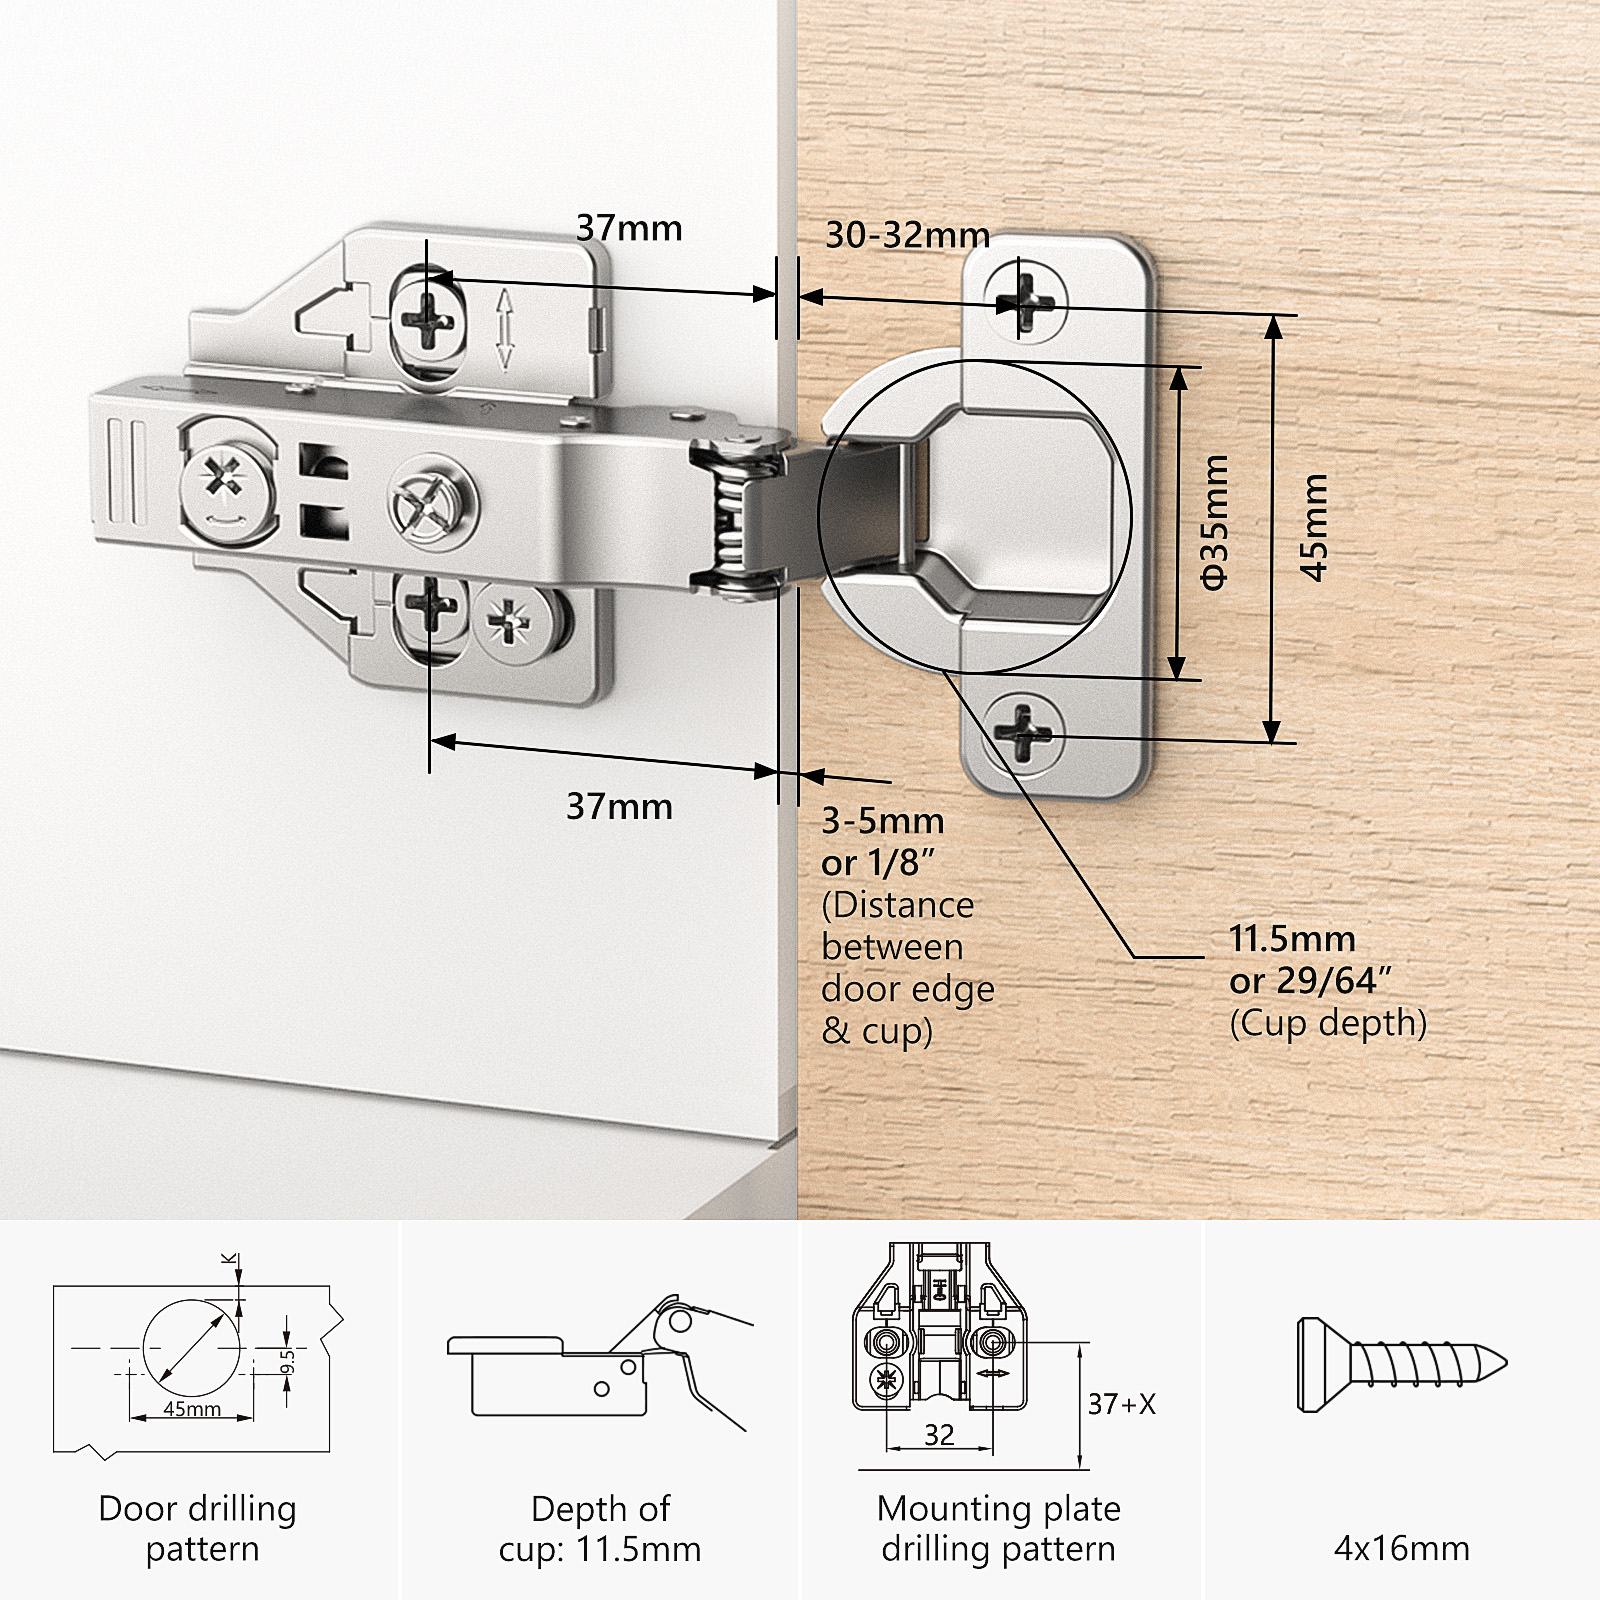 37mm
30-32mm
Φ35mm
45mm
37mm
3-5mm
or 1/8”
(Distance
between
door edge
& cup)
11.5mm
or 29/64”
(Cup depth)
K
9.5
45mm
Door drilling
pattern
Depth of
cup: 11.5mm
37+X
32
Mounting plate
drilling pattern
4x16mm